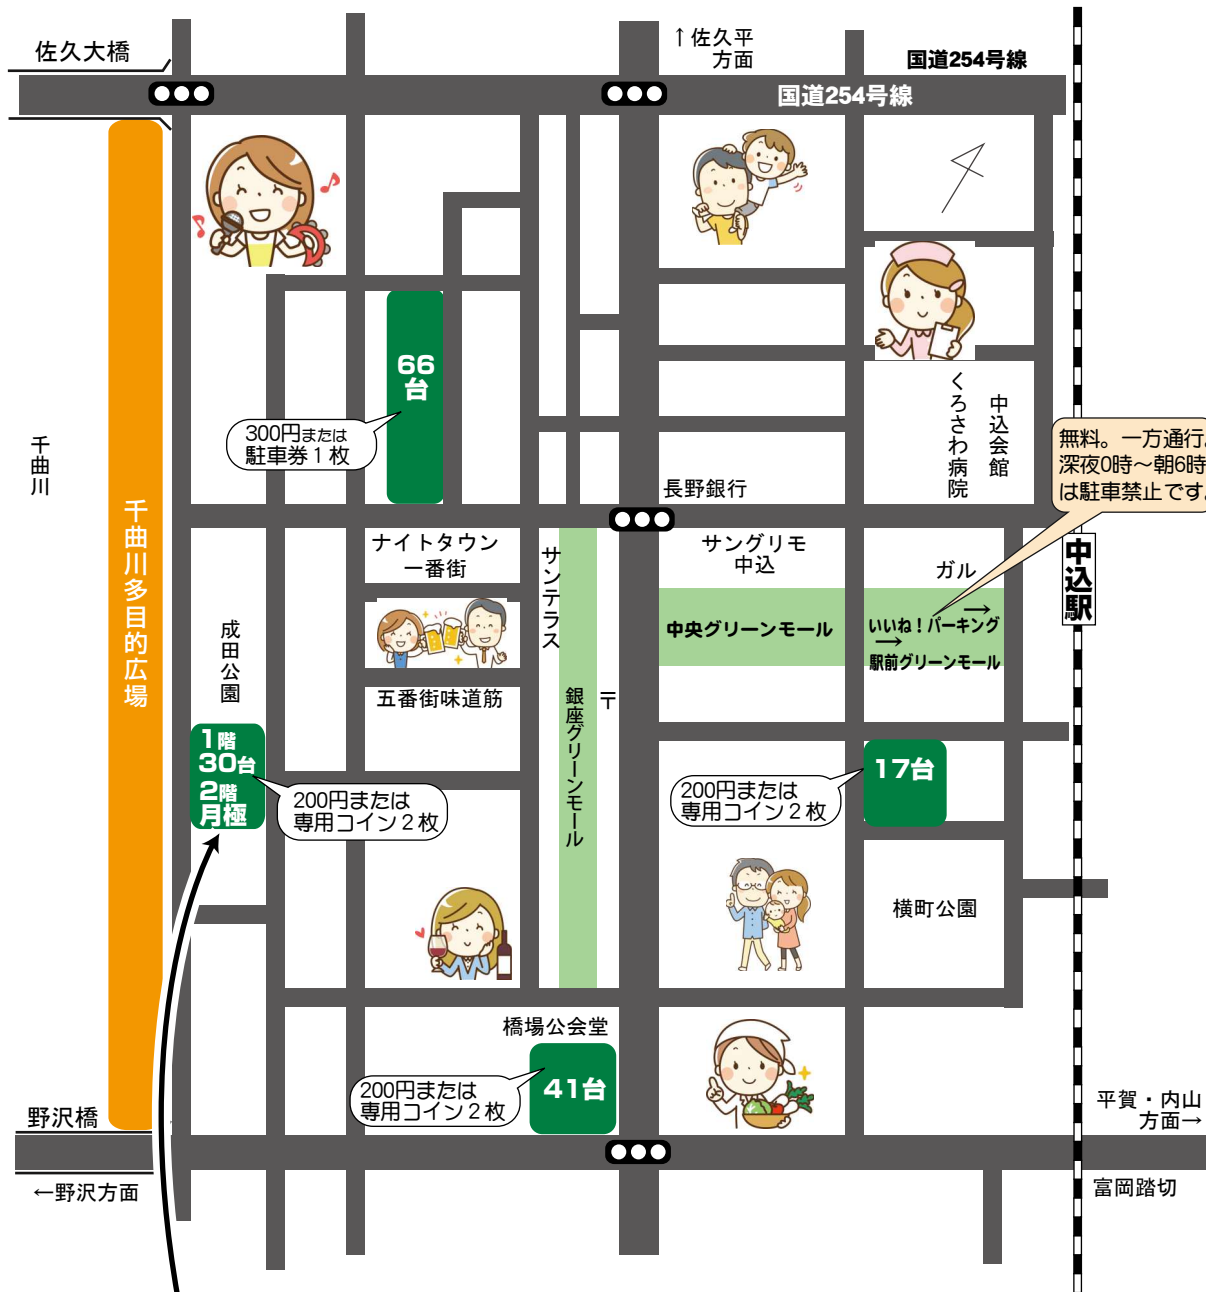 佐久大橋
↑佐久平
方面
国道254号線
国道254号線
66
台
300円または
駐車券1枚
千曲川
千曲川多目的広場
くろさわ病院
中込会館
無料。一方通行。
深夜0時〜朝6時
は駐車禁止です。
長野銀行
中込駅
ナイトタウン
一番街
サンテラス
サングリモ
中込
ガル
成田公園
中央グリーンモール
→
いいね！パーキング
→
駅前グリーンモール
五番街味道筋
銀座グリーンモール
〒
1階
30台
2階
月極
200円または
専用コイン2枚
17台
200円または
専用コイン2枚
横町公園
橋場公会堂
41台
200円または
専用コイン2枚
野沢橋
←野沢方面
平賀・内山
方面→
富岡踏切